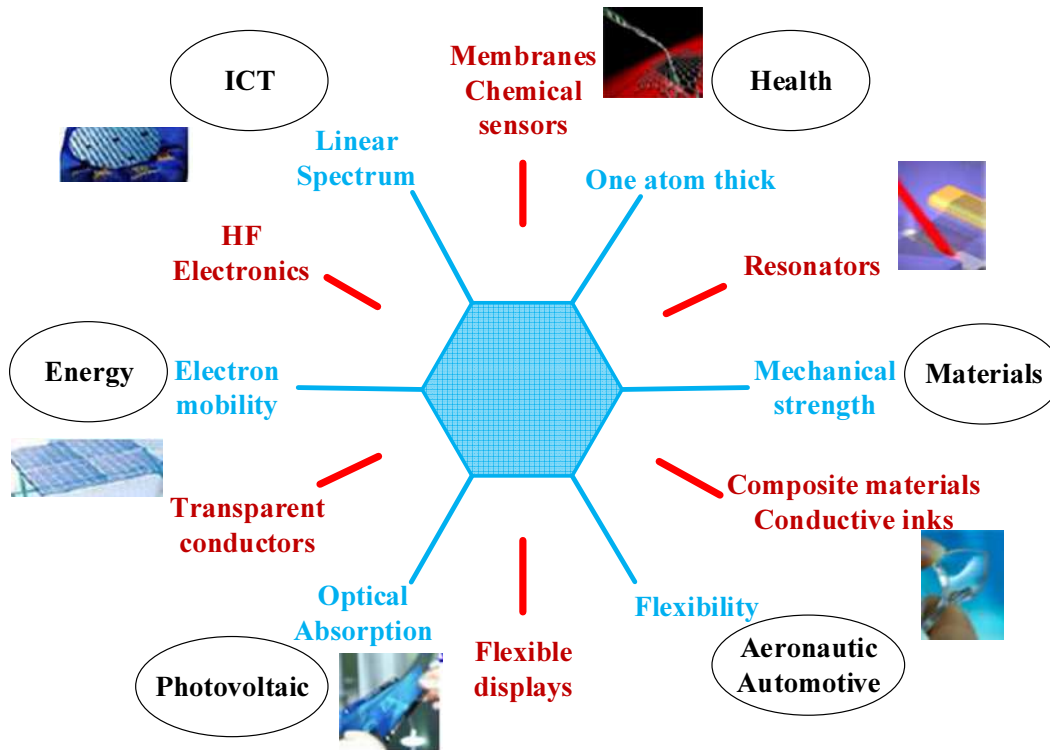 ICT
Membranes
Chemical
sensors
Health
Linear
Spectrum
One atom thick
HF
Electronics
Resonators
Energy
Electron
mobility
Mechanical
strength
Materials
Transparent
conductors
Composite materials
Conductive inks
Optical
Absorption
Flexibility
Photovoltaic
Flexible
displays
Aeronautic
Automotive